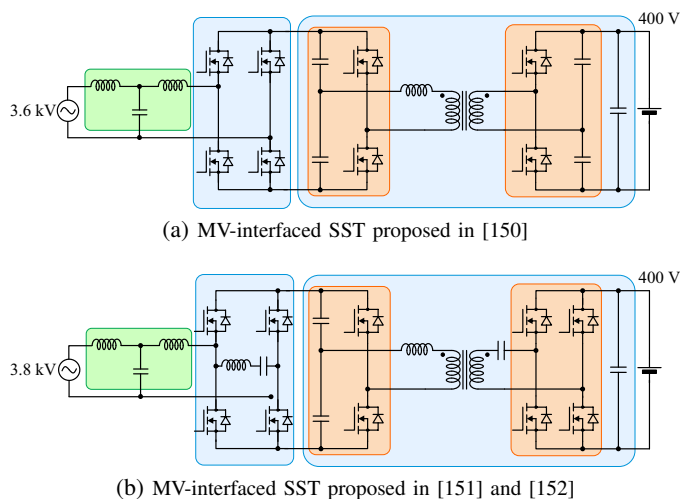 400 V
3.6 kV
(a) MV-interfaced SST proposed in [150]
400 V
3.8 kV
(b) MV-interfaced SST proposed in [151] and [152]